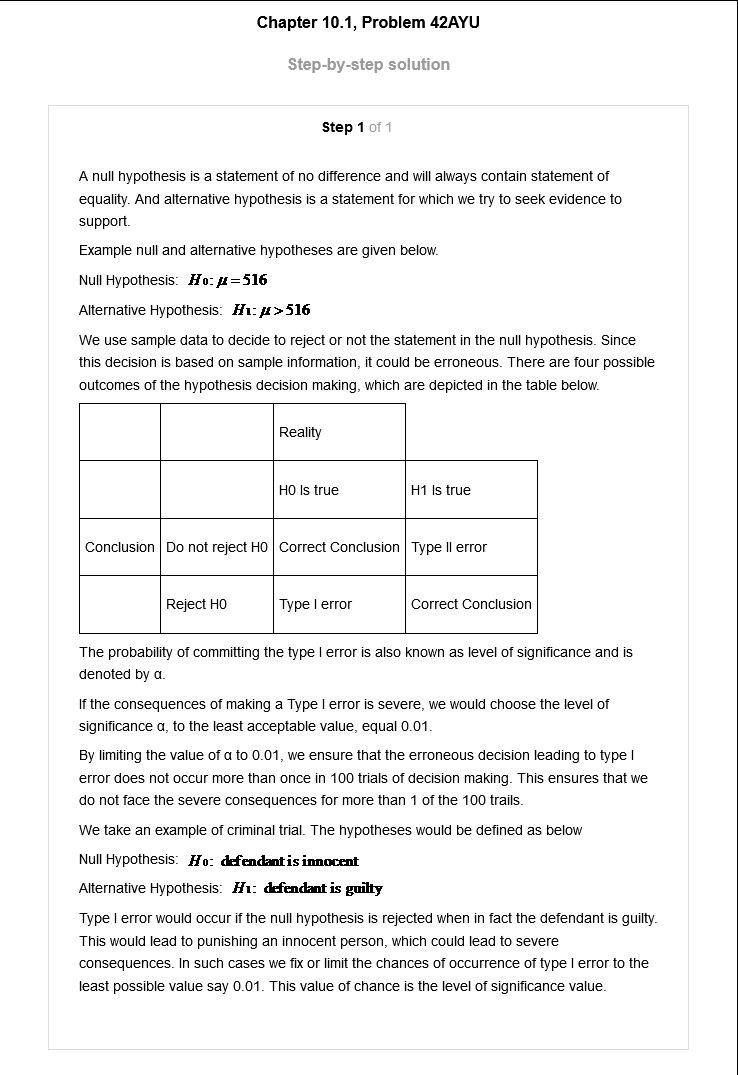 Chapter 10.1, Problem 42AYU
Step-by-step solution
Step 1 of 1
A null hypothesis is a statement of no difference and will always contain statement of
equality. And alternative hypothesis is a statement for which we try to seek evidence to
support.
Example null and alternative hypotheses are given below.
Null Hypothesis: H0: μ=516
Alternative Hypothesis: H1: μ>516
We use sample data to decide to reject or not the statement in the null hypothesis. Since
this decision is based on sample information, it could be erroneous. There are four possible
outcomes of the hypothesis decision making, which are depicted in the table below.
Reality
H0 Is true H1 Is true
Conclusion Do not reject H0 Correct Conclusion Type II error
Reject H0 Type I error Correct Conclusion
The probability of committing the type I error is also known as level of significance and is
denoted by α.
If the consequences of making a Type I error is severe, we would choose the level of
significance α, to the least acceptable value, equal 0.01.
By limiting the value of α to 0.01, we ensure that the erroneous decision leading to type I
error does not occur more than once in 100 trials of decision making. This ensures that we
do not face the severe consequences for more than 1 of the 100 trails.
We take an example of criminal trial. The hypotheses would be defined as below
Null Hypothesis: H0: defendant is innocent
Alternative Hypothesis: H1: defendant is guilty
Type I error would occur if the null hypothesis is rejected when in fact the defendant is guilty.
This would lead to punishing an innocent person, which could lead to severe
consequences. In such cases we fix or limit the chances of occurrence of type I error to the
least possible value say 0.01. This value of chance is the level of significance value.